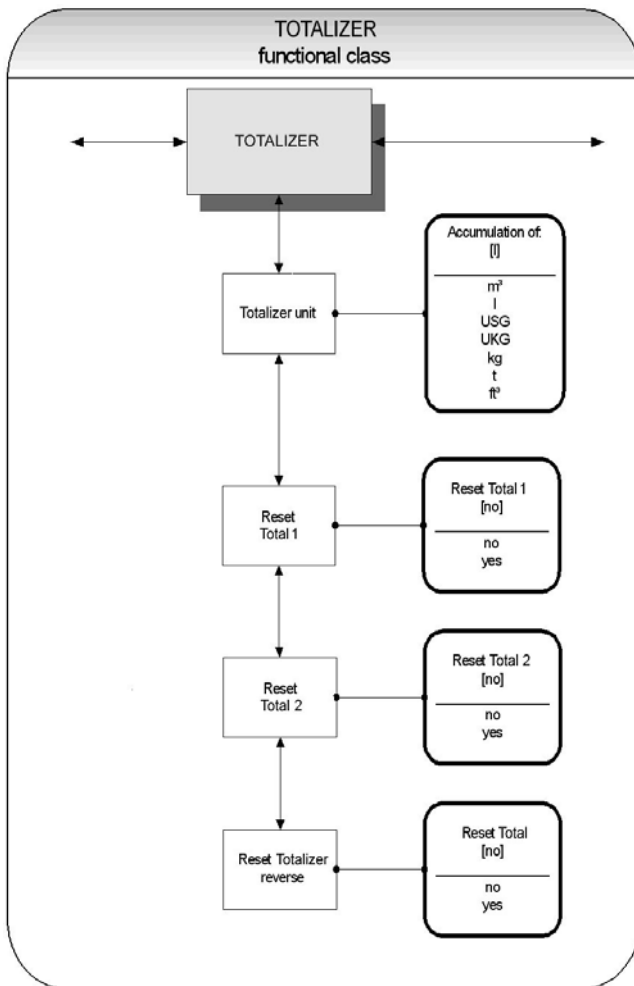 TOTALIZER
functional class
TOTALIZER
Totalizer unit
Accumulation of:
[l]
m³
l
USG
UKG
kg
t
ft³
Reset
Total 1
Reset Total 1
[no]
no
yes
Reset
Total 2
Reset Total 2
[no]
no
yes
Reset Totalizer
reverse
Reset Total
[no]
no
yes